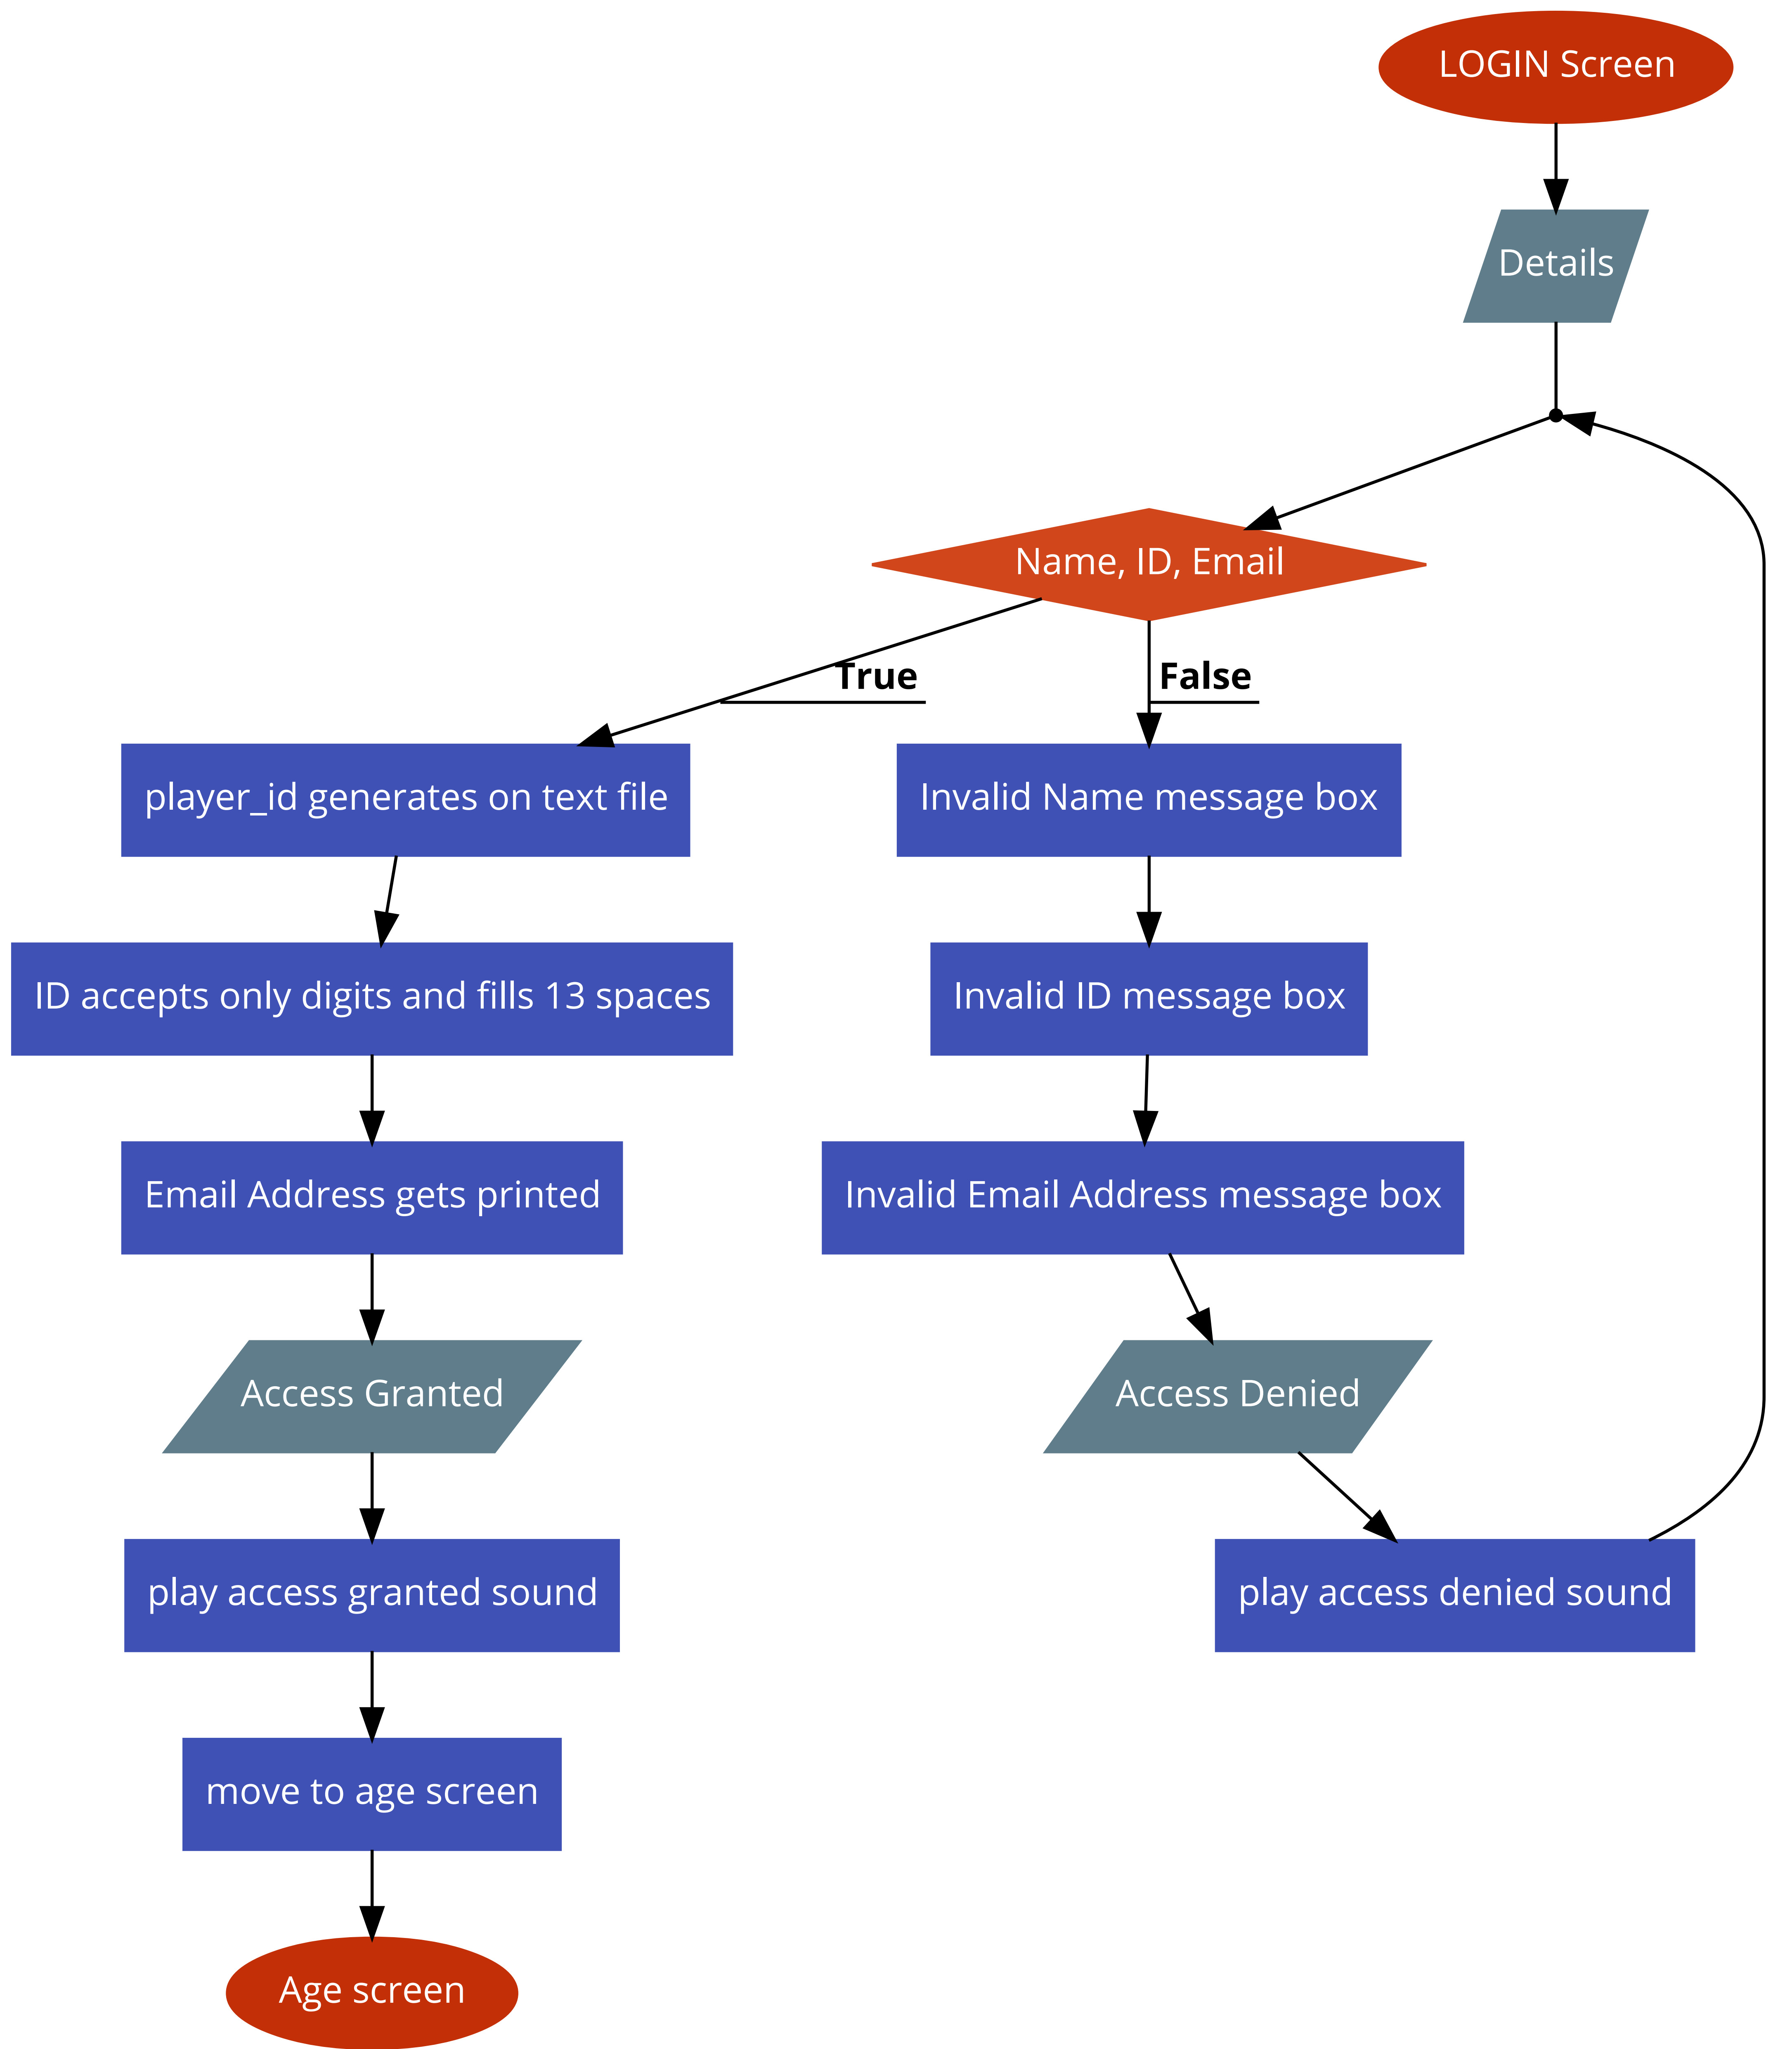 LOGIN Screen
Details
Name, ID, Email
True
False
player_id generates on text file
Invalid Name message box
ID accepts only digits and fills 13 spaces
Invalid ID message box
Email Address gets printed
Invalid Email Address message box
Access Granted
Access Denied
play access granted sound
play access denied sound
move to age screen
Age screen